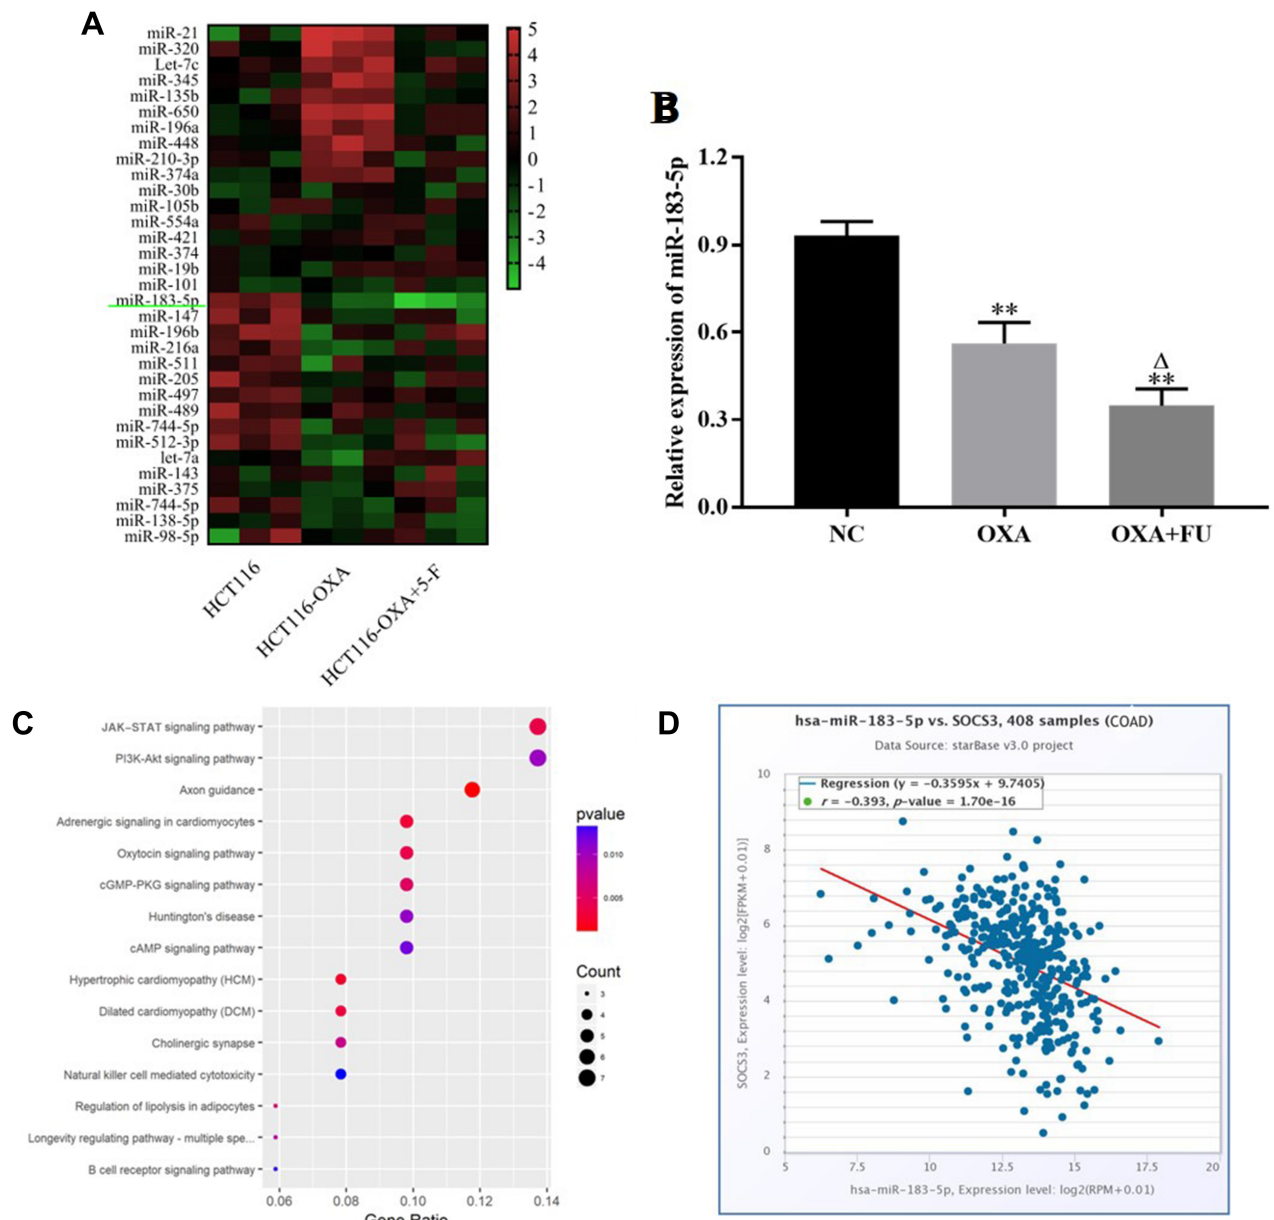 A
miR-21
miR-320
Let-7c
miR-345
miR-135b
miR-650
miR-196a
miR-448
miR-210-3p
miR-374a
miR-30b
miR-105b
miR-554a
miR-421
miR-374
miR-19b
miR-101
miR-183-5p
miR-147
miR-196b
miR-216a
miR-511
miR-205
miR-497
miR-489
miR-744-5p
miR-512-3p
let-7a
miR-143
miR-375
miR-744-5p
miR-138-5p
miR-98-5p
HCT116
HCT116-OXA
HCT116-OXA+5-F
5
4
3
2
1
0
-1
-2
-3
-4
B
Relative expression of miR-183-5p
1.2
0.9
0.6
0.3
0.0
**
Δ
**
NC OXA OXA+FU
C
JAK−STAT signaling pathway
PI3K-Akt signaling pathway
Axon guidance
Adrenergic signaling in cardiomyocytes
Oxytocin signaling pathway
cGMP-PKG signaling pathway
Huntington's disease
cAMP signaling pathway
Hypertrophic cardiomyopathy (HCM)
Dilated cardiomyopathy (DCM)
Cholinergic synapse
Natural killer cell mediated cytotoxicity
Regulation of lipolysis in adipocytes
Longevity regulating pathway - multiple spe...
B cell receptor signaling pathway
0.06 0.08 0.10 0.12 0.14
Gene Ratio
pvalue
0.010
0.005
Count
3
4
5
6
7
D
hsa-miR-183-5p vs. SOCS3, 408 samples (COAD)
Data Source: starBase v3.0 project
Regression (y = −0.3595x + 9.7405)
r = −0.393, p-value = 1.70e-16
SOCS3, Expression level: log2[FPKM+0.01)]
10
8
6
4
2
0
5 7.5 10 12.5 15 17.5 20
hsa-miR-183-5p, Expression level: log2(RPM+0.01)